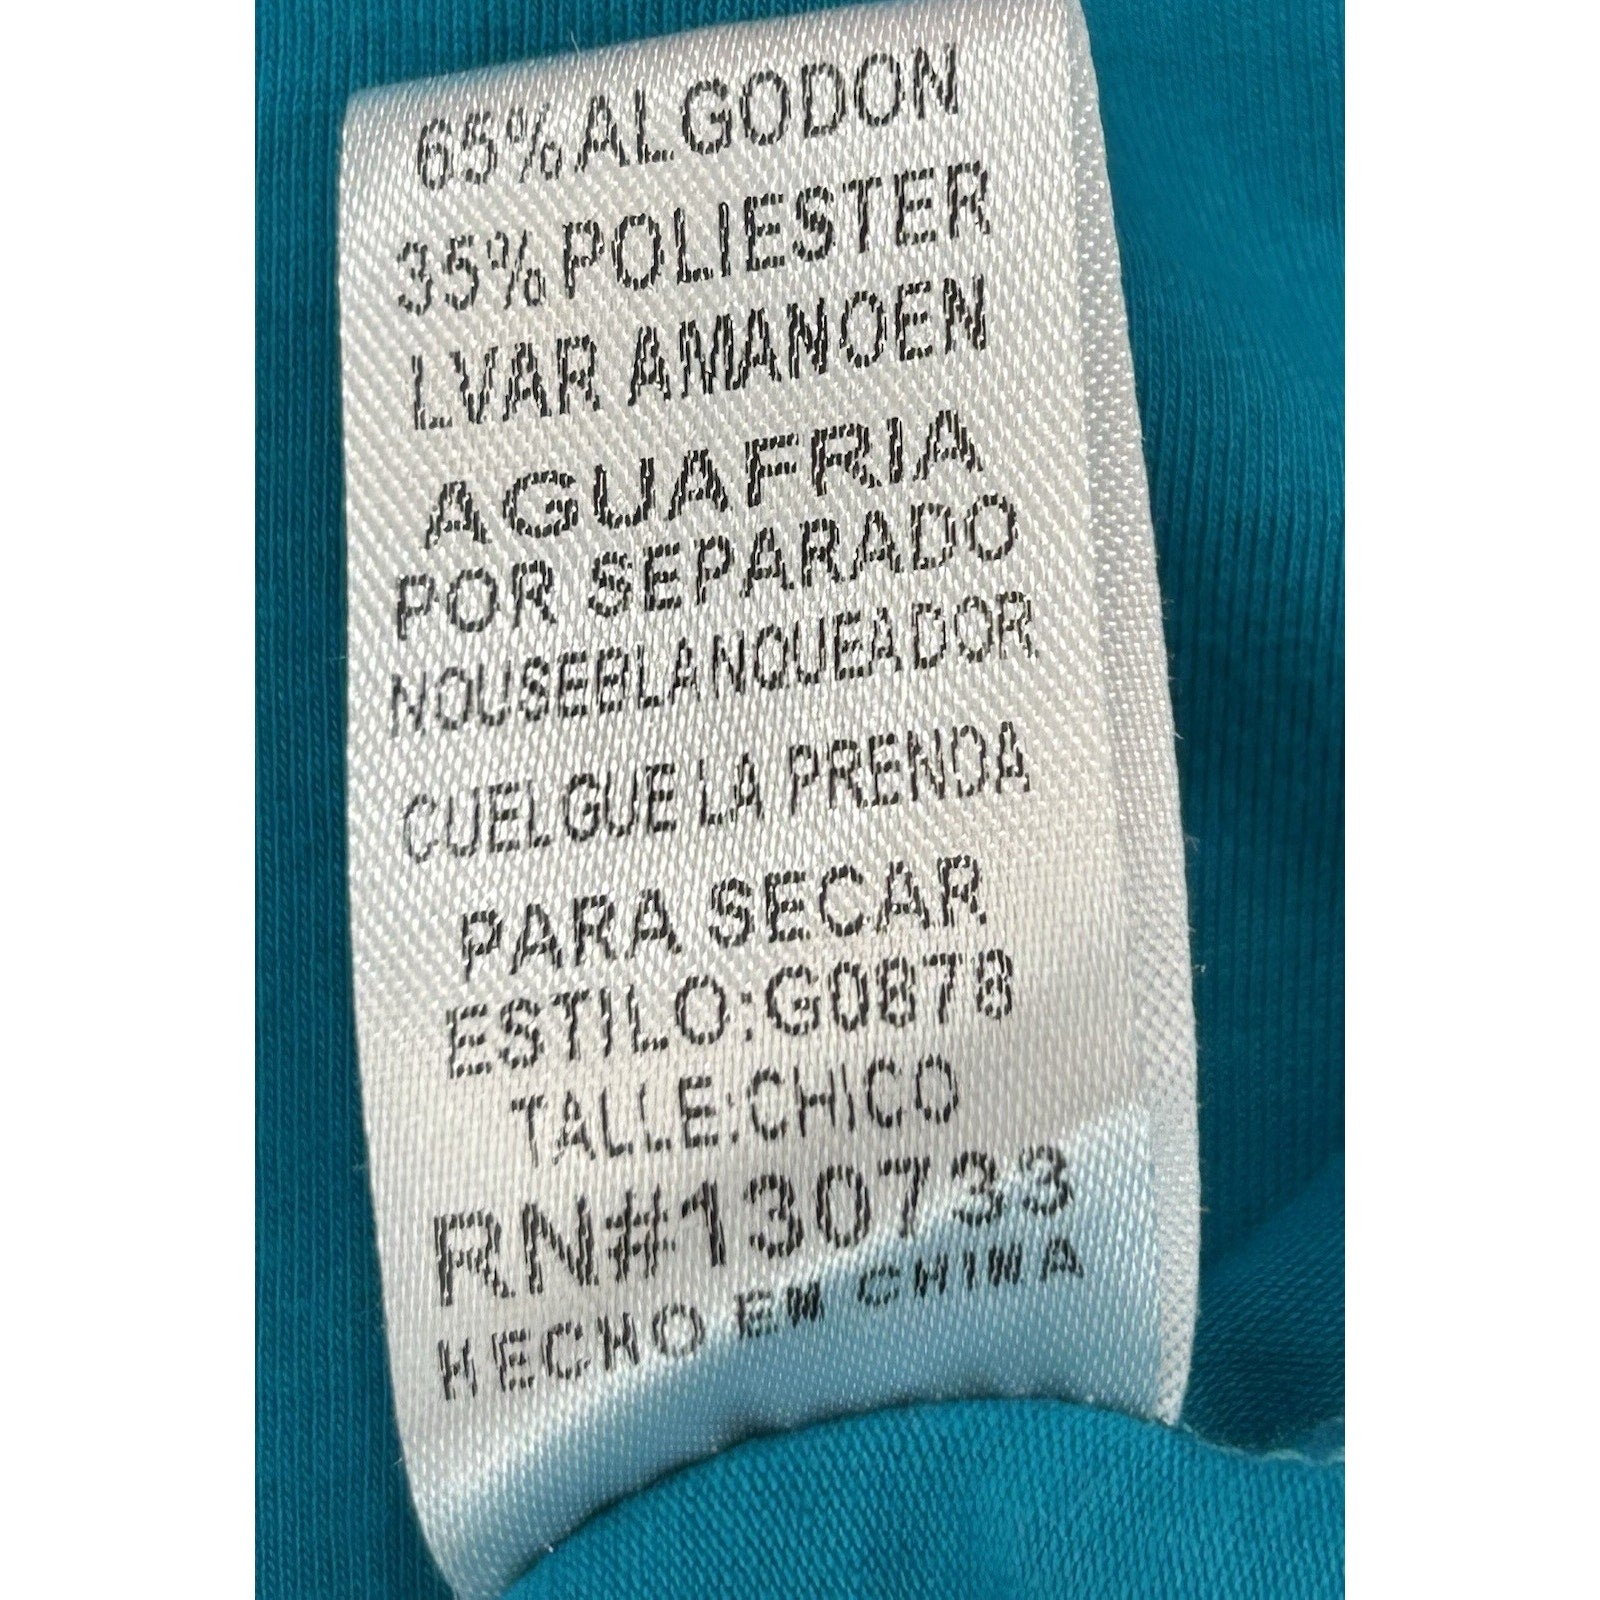 65% ALGODON
35% POLIESTER
LVAR AMANOEN
AGUAFRIA
POR SEPARADO
NOUSEBLANQUEADOR
CUELGUE LA PRENDA
PARA SECAR
ESTILO:G0878
TALLE:CHICO
RN#130733
HECHO EN CHINA